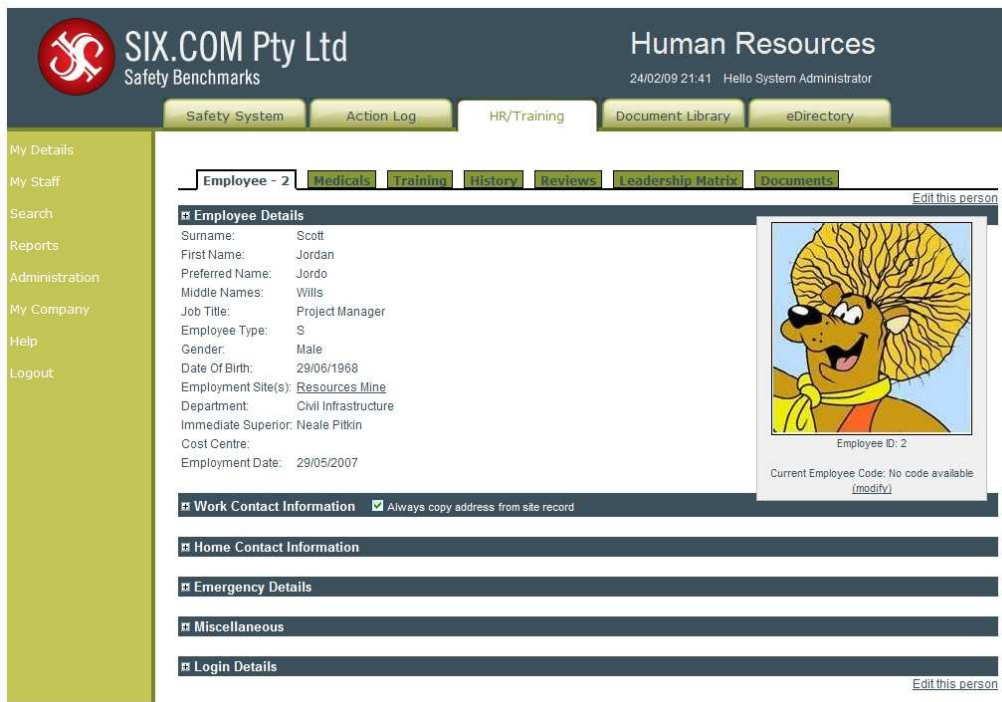 SIX.COM Pty Ltd
Safety Benchmarks
Human Resources
24/02/09 21:41 Hello System Administrator
Safety System Action Log HR/Training Document Library eDirectory
My Details
My Staff
Search
Reports
Administration
My Company
Help
Logout
Employee - 2 Medicals Training History Reviews Leadership Matrix Documents
Edit this person
Employee Details
Surname: Scott
First Name: Jordan
Preferred Name: Jordo
Middle Names: Wills
Job Title: Project Manager
Employee Type: S
Gender: Male
Date Of Birth: 29/06/1968
Employment Site(s): Resources Mine
Department: Civil Infrastructure
Immediate Superior: Neale Pitkin
Cost Centre:
Employment Date: 29/05/2007
Employee ID: 2
Current Employee Code: No code available
(modify)
Work Contact Information Always copy address from site record
Home Contact Information
Emergency Details
Miscellaneous
Login Details
Edit this person